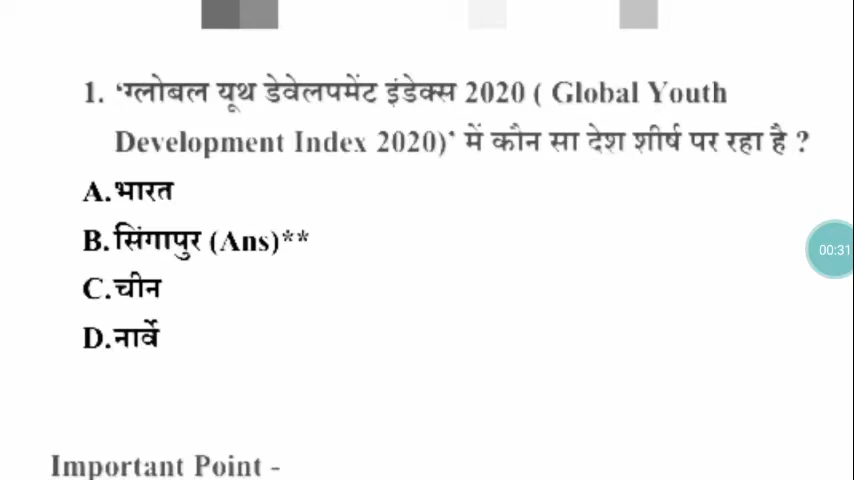 1. ‘ग्लोबल यूथ डेवेलपमेंट इंडेक्स 2020 ( Global Youth
Development Index 2020)‘ में कौन सा देश शीर्ष पर रहा है ?
A.भारत
B.सिंगापुर (Ans)**
C.चीन
D.नार्वे
00:31
Important Point -